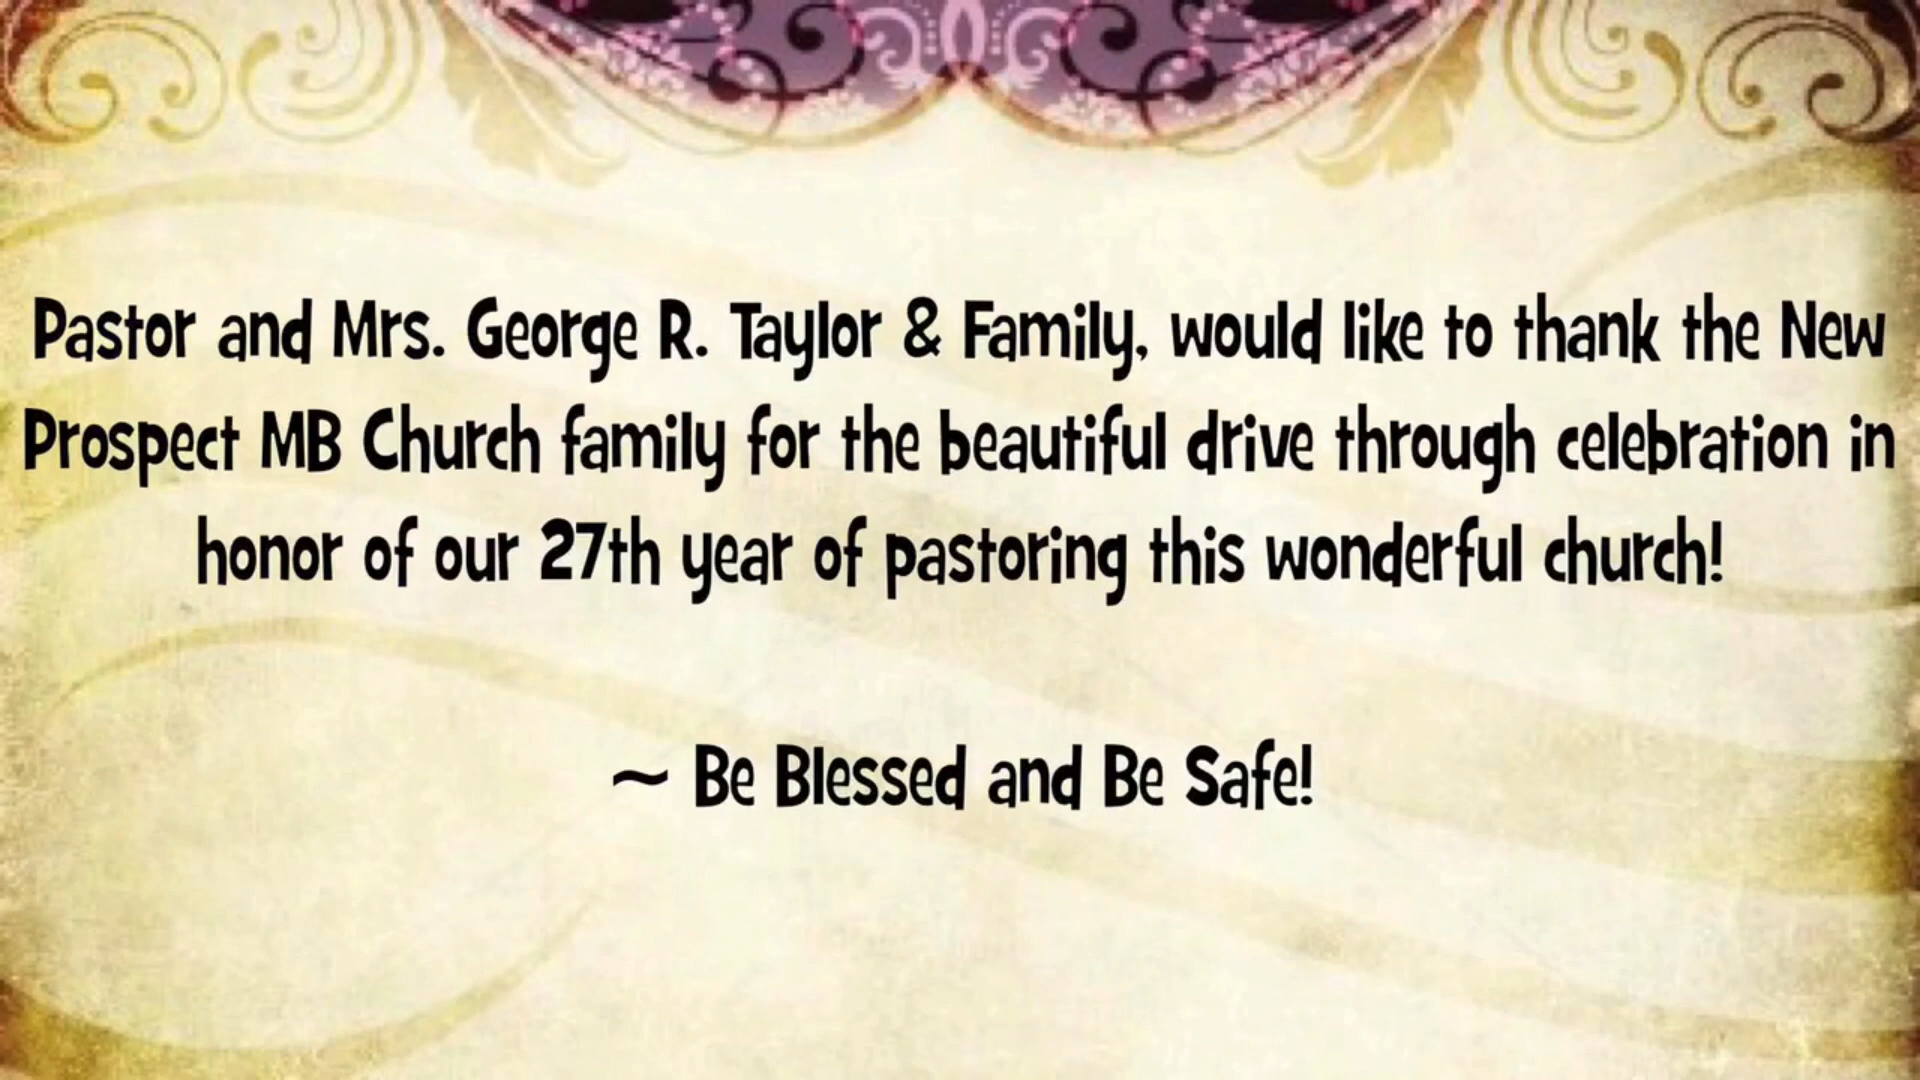 Pastor and Mrs. George R. Taylor & Family, would like to thank the New
Prospect MB Church family for the beautiful drive through celebration in
honor of our 27th year of pastoring this wonderful church!
~ Be Blessed and Be Safe!